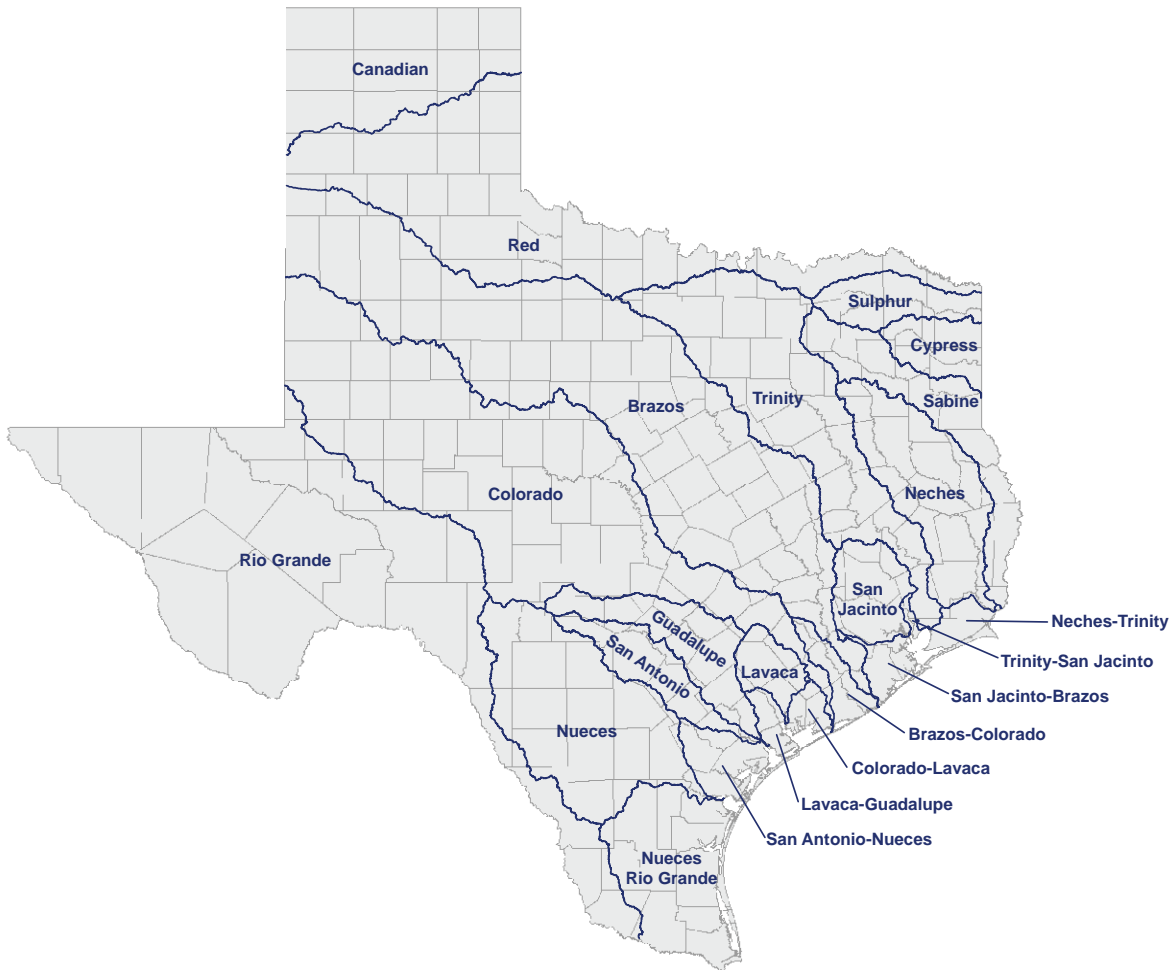 Canadian
Red
Sulphur
Cypress
Sabine
Trinity
Brazos
Neches
Colorado
Rio Grande
San
Jacinto
Guadalupe
San Antonio
Lavaca
Nueces
Nueces
Rio Grande
Neches-Trinity
Trinity-San Jacinto
San Jacinto-Brazos
Brazos-Colorado
Colorado-Lavaca
Lavaca-Guadalupe
San Antonio-Nueces